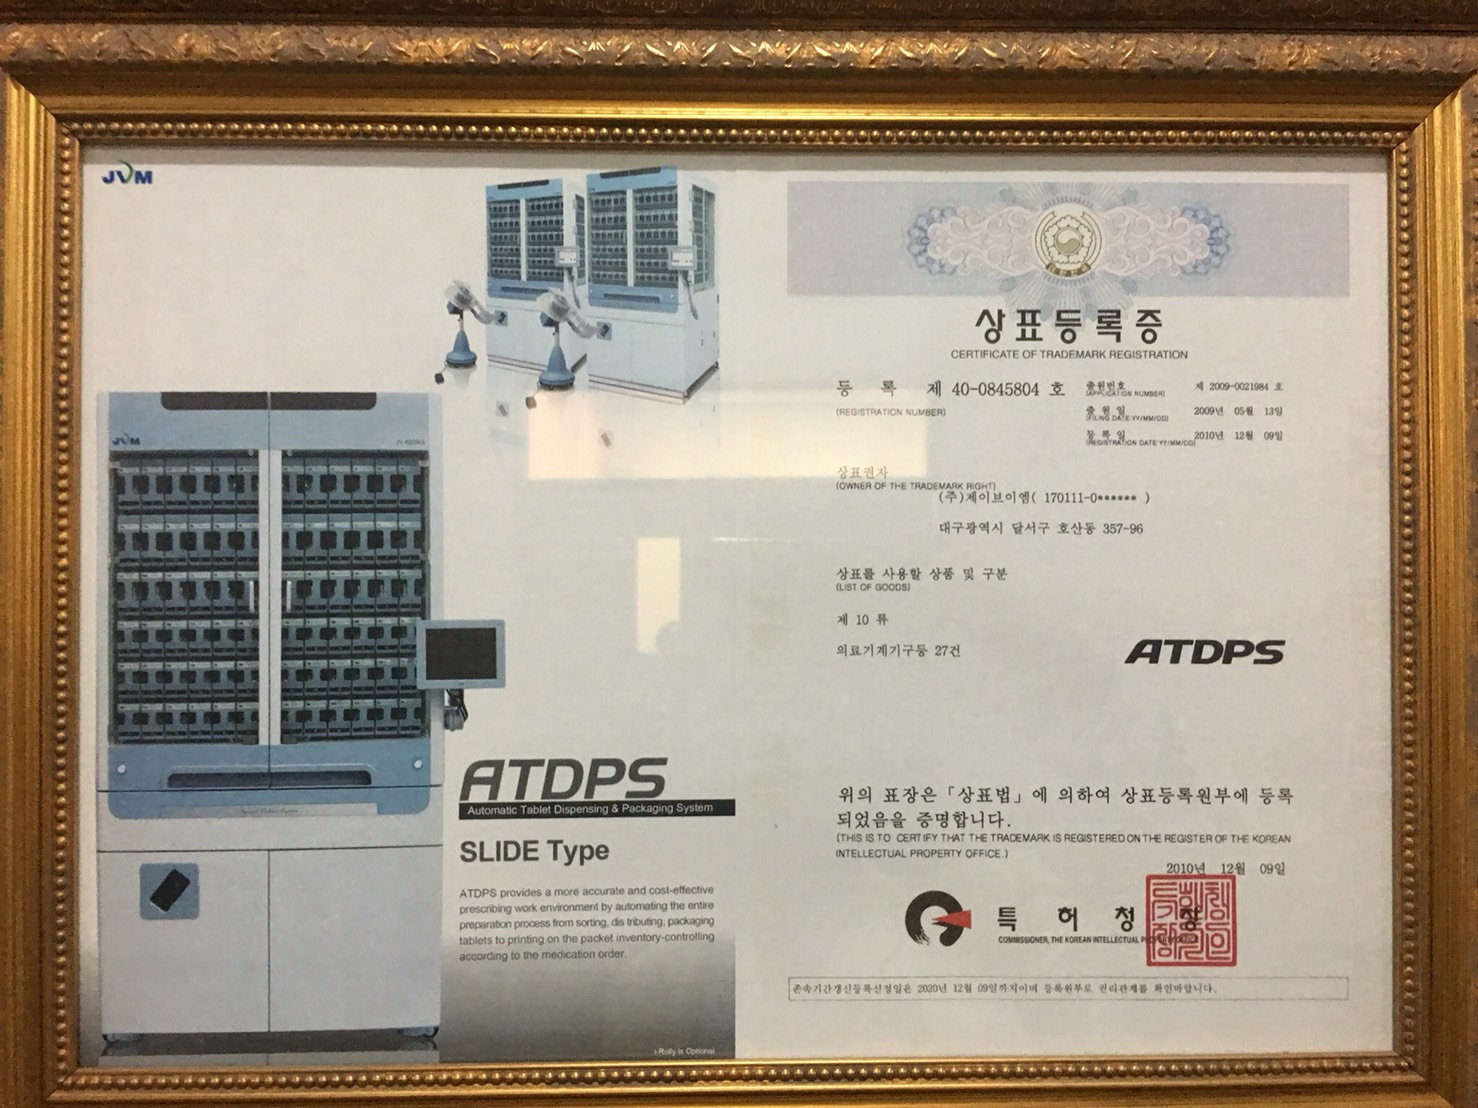 JVM
JVM
ATDPS
Automatic Tablet Dispensing & Packaging System
SLIDE Type
ATDPS provides a more accurate and cost-effective
prescribing work environment by automating the entire
preparation process from sorting, dis tributing, packaging
tablets to printing on the packet inventory-controlling
according to the medication order.
i-Rolly is Optional
상표등록증
CERTIFICATE OF TRADEMARK REGISTRATION
등 록 제 40-0845804 호
(REGISTRATION NUMBER)
출원번호 제 2009-0021984 호
(APPLICATION NUMBER)
출 원 일 2009년 05월 13일
(FILING DATE:YY/MM/DD)
등 록 일 2010년 12월 09일
(REGISTRATION DATE:YY/MM/DD)
상표권자
(OWNER OF THE TRADEMARK RIGHT)
(주)제이브이엠( 170111-0****** )
대구광역시 달서구 호산동 357-96
상표를 사용할 상품 및 구분
(LIST OF GOODS)
제 10 류
의료기계기구등 27건
ATDPS
위의 표장은「상표법」에 의하여 상표등록원부에 등록
되었음을 증명합니다.
(THIS IS TO CERTIFY THAT THE TRADEMARK IS REGISTERED ON THE REGISTER OF THE KOREAN
INTELLECTUAL PROPERTY OFFICE.)
2010년 12월 09일
특 허 청 장
COMMISSIONER, THE KOREAN INTELLECTUAL
존속기간갱신등록신청일은 2020년 12월 09일까지이며 등록원부로 권리관계를 확인바랍니다.